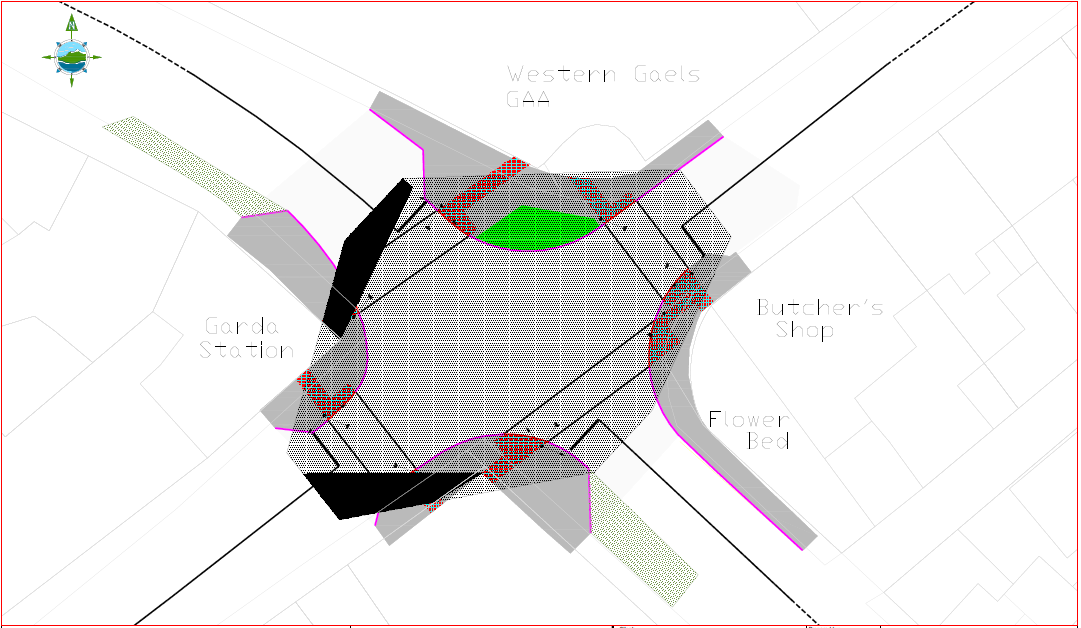 N
Western Gaels
GAA
Butcher's
Shop
Garda
Station
Flower
Bed